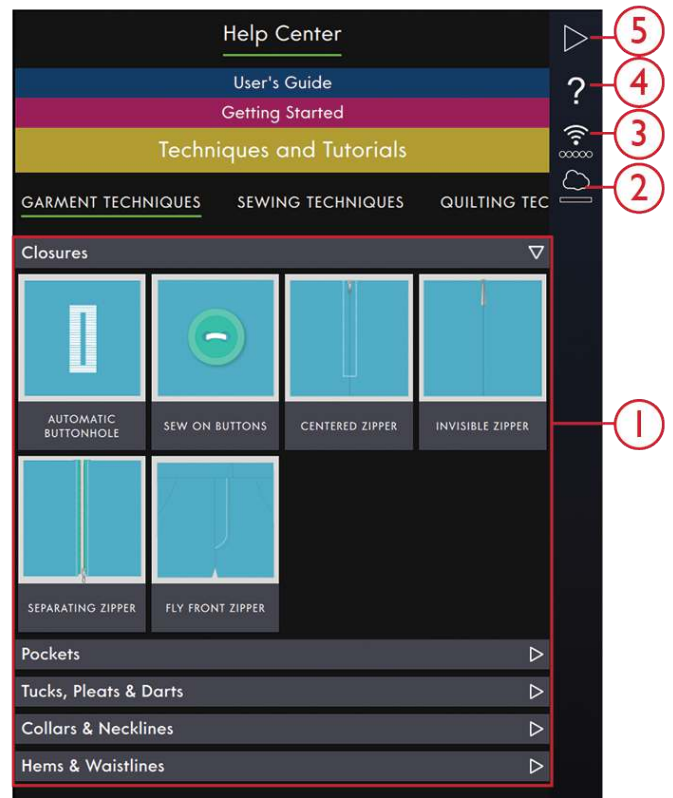 Help Center
User's Guide
Getting Started
Techniques and Tutorials
GARMENT TECHNIQUES SEWING TECHNIQUES QUILTING TEC
Closures
AUTOMATIC
BUTTONHOLE
SEW ON BUTTONS
CENTERED ZIPPER
INVISIBLE ZIPPER
SEPARATING ZIPPER
FLY FRONT ZIPPER
Pockets
Tucks, Pleats & Darts
Collars & Necklines
Hems & Waistlines
5
?
4
3
2
1